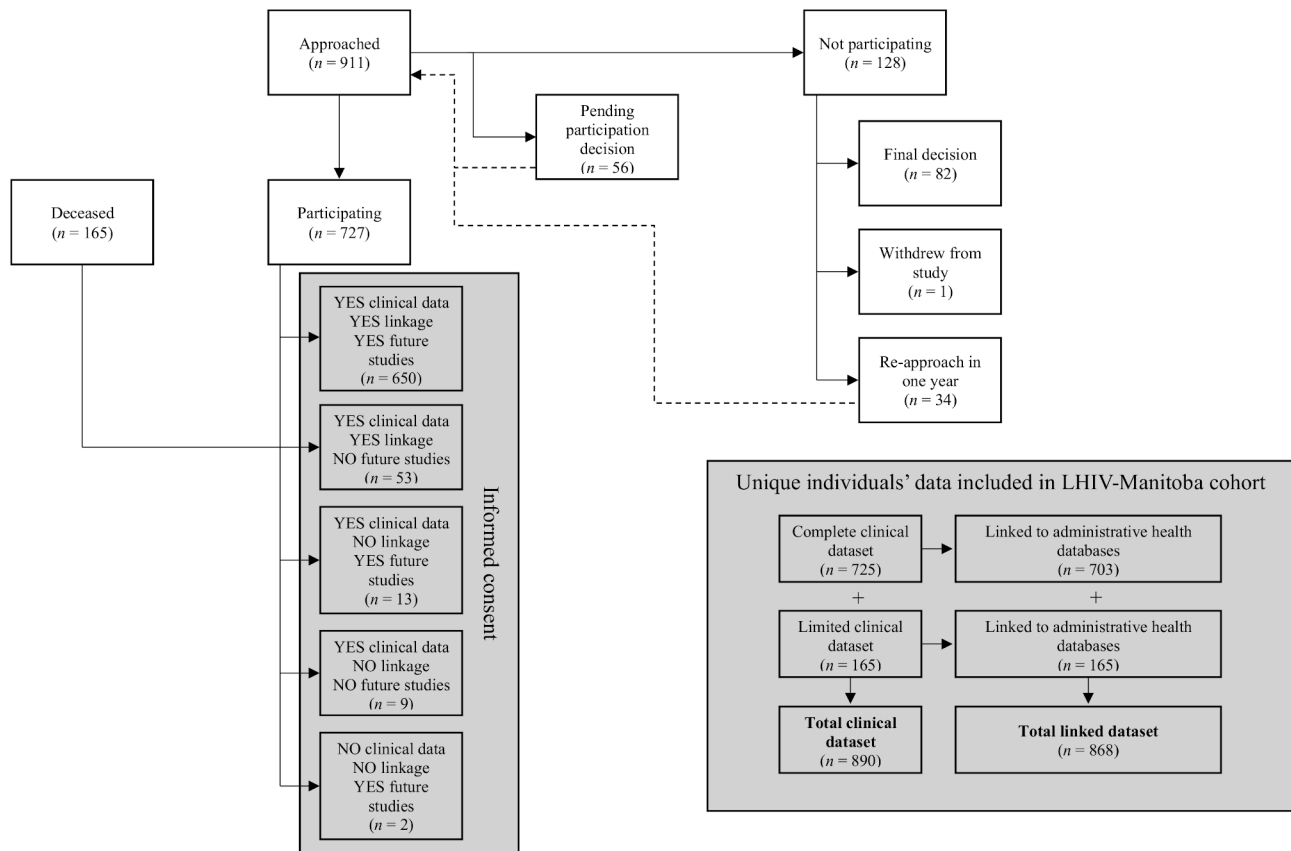 Approached
(n = 911)
Not participating
(n = 128)
Pending
participation
decision
(n = 56)
Final decision
(n = 82)
Deceased
(n = 165)
Participating
(n = 727)
Withdrew from
study
(n = 1)
Re-approach in
one year
(n = 34)
YES clinical data
YES linkage
YES future
studies
(n = 650)
YES clinical data
YES linkage
NO future studies
(n = 53)
YES clinical data
NO linkage
YES future
studies
(n = 13)
YES clinical data
NO linkage
NO future studies
(n = 9)
NO clinical data
NO linkage
YES future
studies
(n = 2)
Informed consent
Unique individuals’ data included in LHIV-Manitoba cohort
Complete clinical
dataset
(n = 725)
Linked to administrative health
databases
(n = 703)
+
+
Limited clinical
dataset
(n = 165)
Linked to administrative health
databases
(n = 165)
Total clinical
dataset
(n = 890)
Total linked dataset
(n = 868)